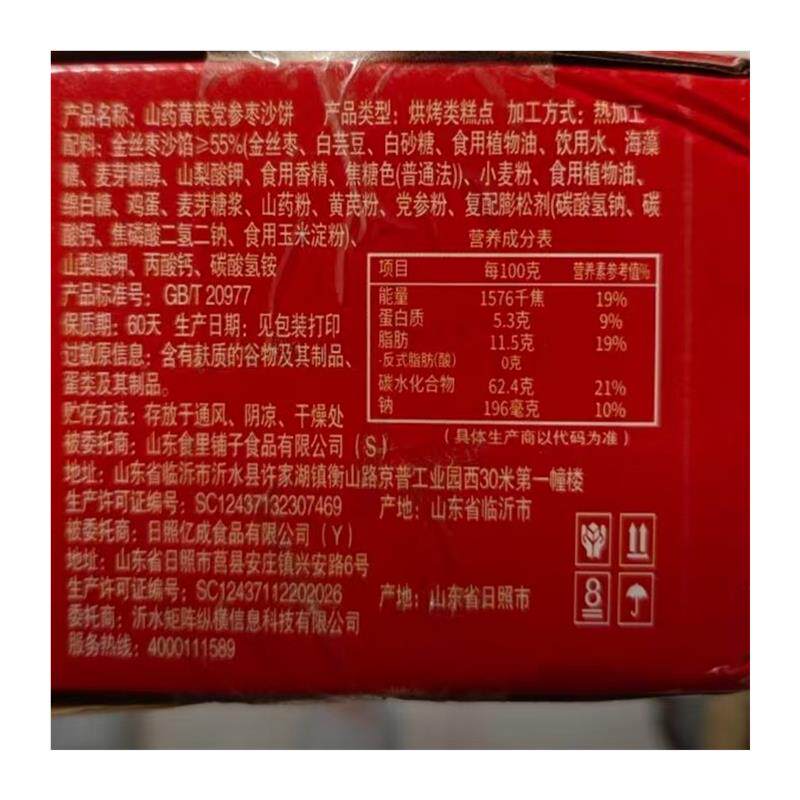 产品名称：山药黄芪党参枣沙饼 产品类型：烘烤类糕点 加工方式：热加工
配料：金丝枣沙馅≥55%(金丝枣、白芸豆、白砂糖、食用植物油、饮用水、海藻
糖、麦芽糖醇、山梨酸钾、食用香精、焦糖色(普通法))、小麦粉、食用植物油、
绵白糖、鸡蛋、麦芽糖浆、山药粉、黄芪粉、党参粉、复配膨松剂(碳酸氢钠、碳
酸钙、焦磷酸二氢二钠、食用玉米淀粉)、
山梨酸钾、丙酸钙、碳酸氢铵
产品标准号：GB/T 20977
保质期：60天 生产日期：见包装打印
过敏原信息：含有麸质的谷物及其制品、
蛋类及其制品。
贮存方法：存放于通风、阴凉、干燥处
营养成分表
项目 每100克 营养素参考值%
能量 1576千焦 19%
蛋白质 5.3克 9%
脂肪 11.5克 19%
-反式脂肪(酸) 0克
碳水化合物 62.4克 21%
钠 196毫克 10%
(具体生产商以代码为准)
被委托商：山东食里铺子食品有限公司(S)
地址：山东省临沂市沂水县许家湖镇衡山路京普工业园西30米第一幢楼
生产许可证编号：SC12437132307469 产地：山东省临沂市
被委托商：日照亿成食品有限公司(Y)
地址：山东省日照市莒县安庄镇兴安路6号
生产许可证编号：SC12437112202026 产地：山东省日照市
委托商：沂水矩阵纵横信息科技有限公司
服务热线：4000111589
8